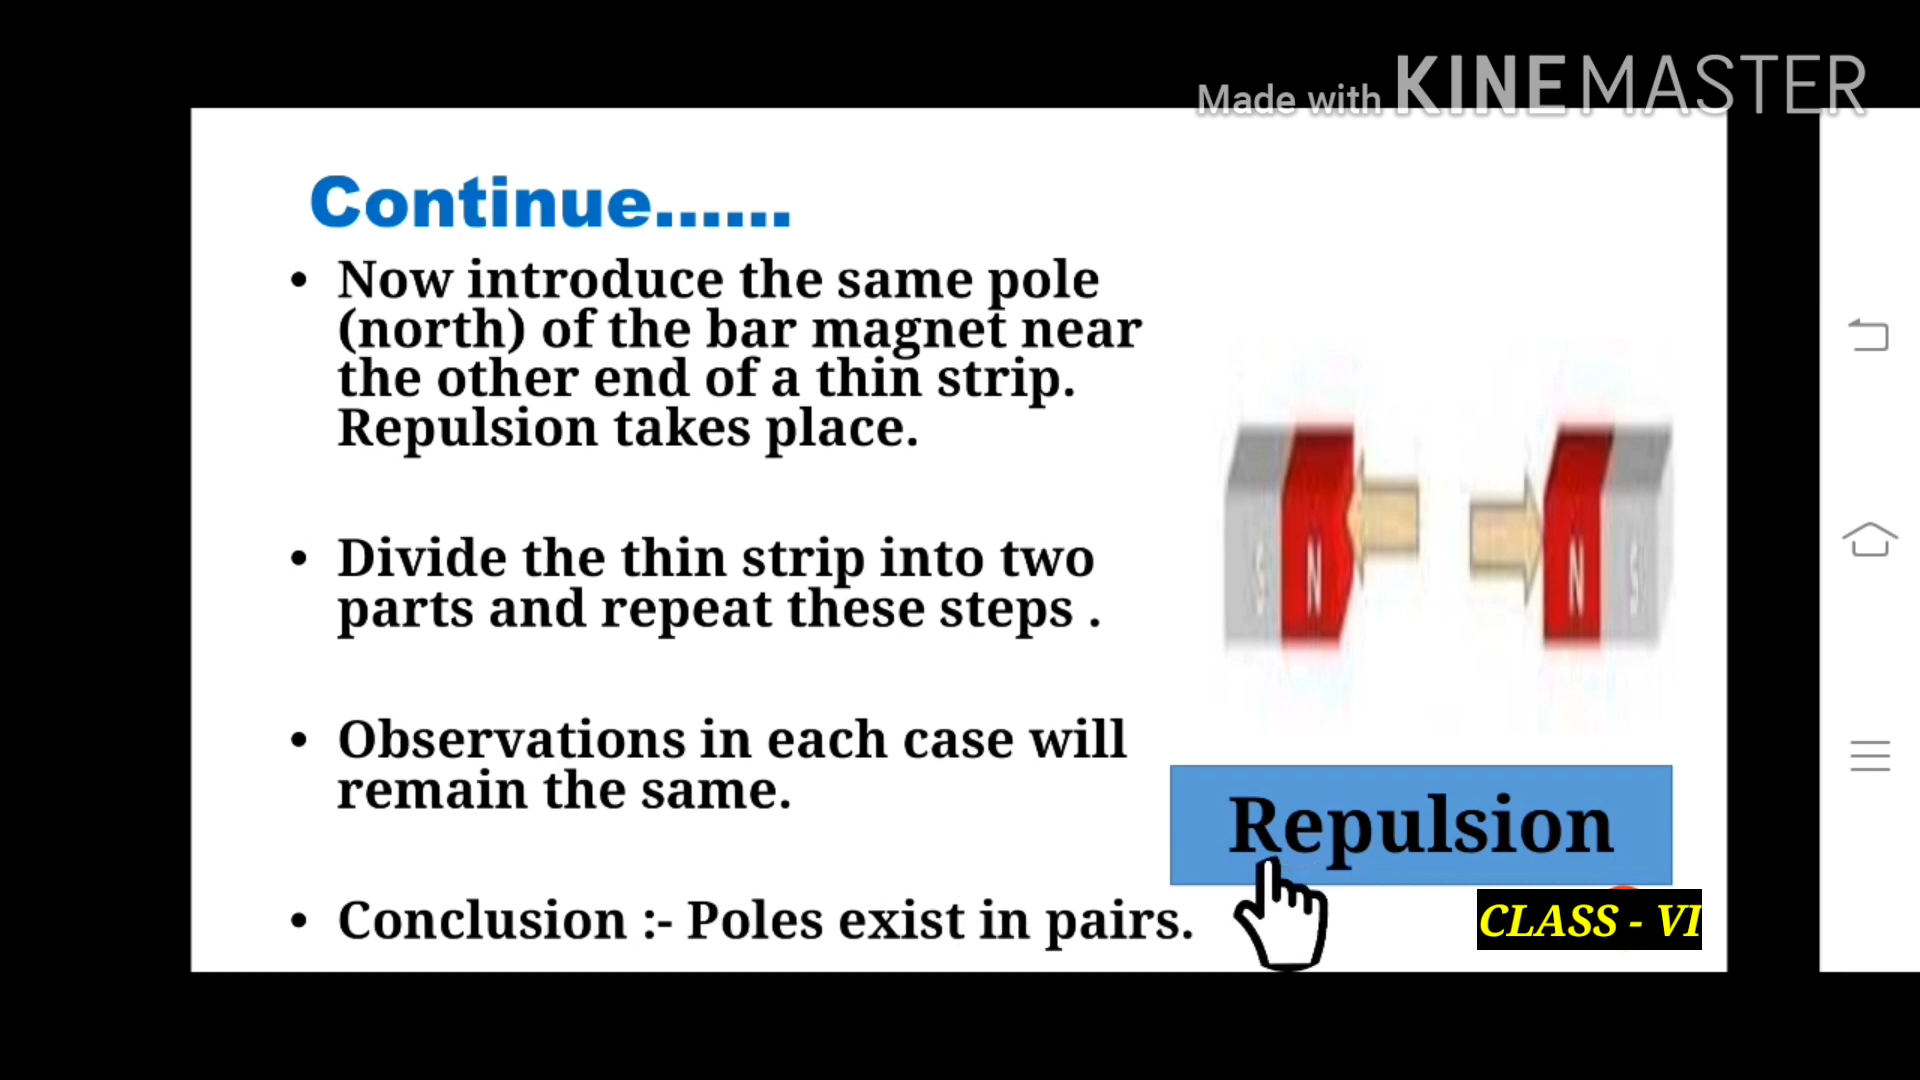 Made with KINEMASTER
Continue......
• Now introduce the same pole
(north) of the bar magnet near
the other end of a thin strip.
Repulsion takes place.
• Divide the thin strip into two
parts and repeat these steps .
• Observations in each case will
remain the same.
• Conclusion :- Poles exist in pairs.
S N
N S
Repulsion
CLASS - VI